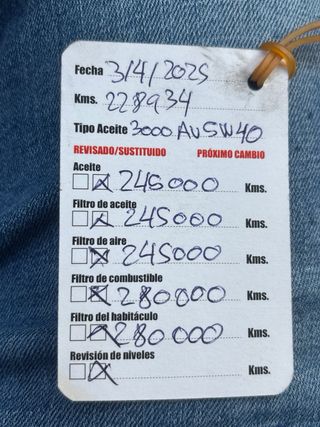 Fecha 3/4/2025
Kms. 228934
Tipo Aceite 3000 AV 5W40
REVISADO/SUSTITUIDO PRÓXIMO CAMBIO
Aceite
245000 Kms.
Filtro de aceite
245000 Kms.
Filtro de aire
245000 Kms.
Filtro de combustible
280000 Kms.
Filtro del habitáculo
280000 Kms.
Revisión de niveles
Kms.